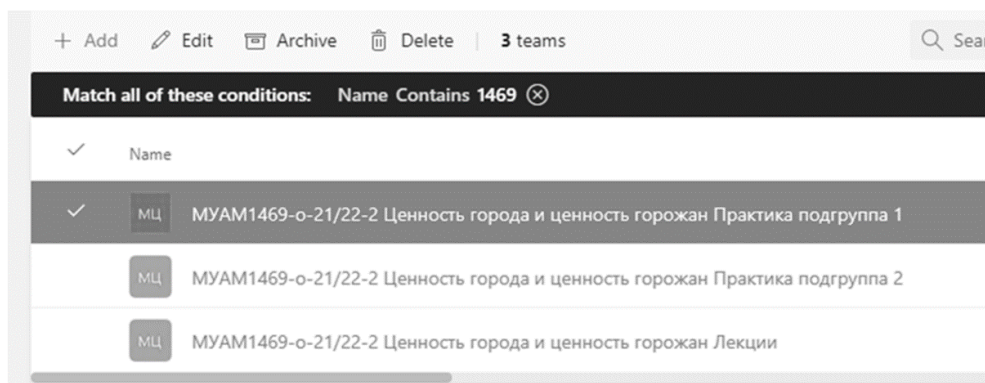 + Add Edit Archive Delete 3 teams
Match all of these conditions: Name Contains 1469
Name
МЦ МУАМ1469-о-21/22-2 Ценность города и ценность горожан Практика подгруппа 1
МЦ МУАМ1469-о-21/22-2 Ценность города и ценность горожан Практика подгруппа 2
МЦ МУАМ1469-о-21/22-2 Ценность города и ценность горожан Лекции